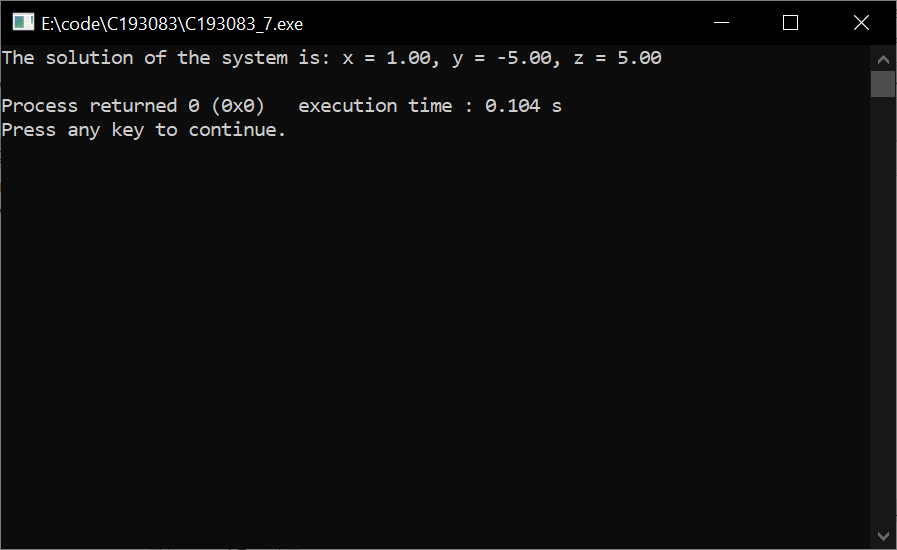 E:\code\C193083\C193083_7.exe
The solution of the system is: x = 1.00, y = -5.00, z = 5.00
Process returned 0 (0x0)   execution time : 0.104 s
Press any key to continue.